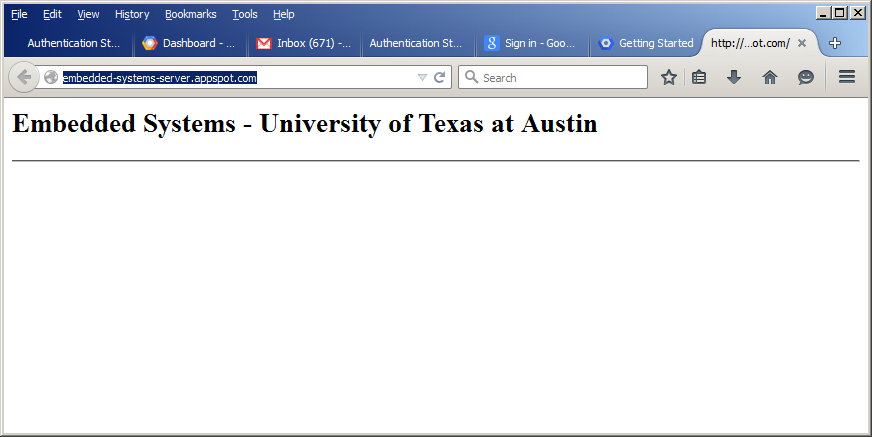 File Edit View History Bookmarks Tools Help
Authentication St... Dashboard - ... Inbox (671) -... Authentication St... Sign in - Goo... Getting Started http://...ot.com/
embedded-systems-server.appspot.com Search
Embedded Systems - University of Texas at Austin